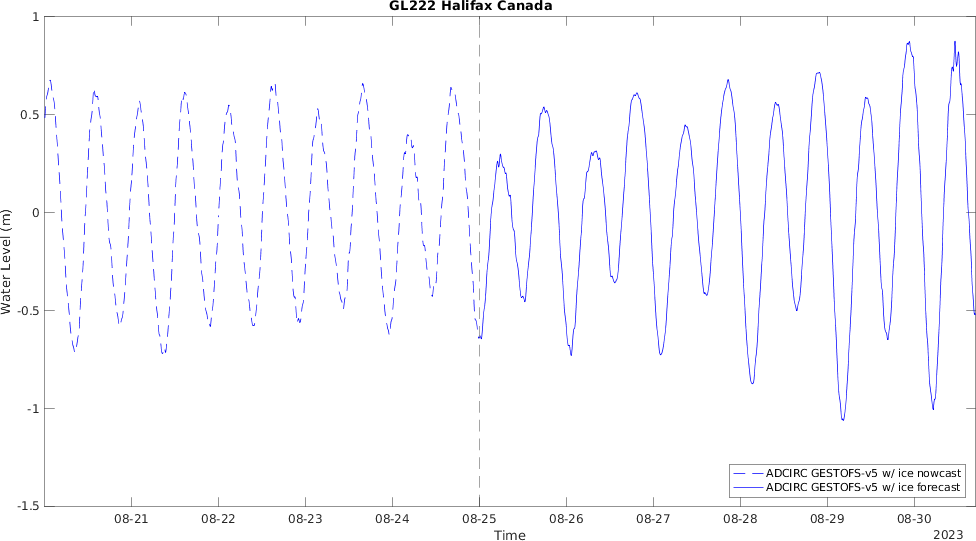 GL222 Halifax Canada
1
0.5
0
-0.5
-1
-1.5
Water Level (m)
ADCIRC GESTOFS-v5 w/ ice nowcast
ADCIRC GESTOFS-v5 w/ ice forecast
08-21 08-22 08-23 08-24 08-25 08-26 08-27 08-28 08-29 08-30
Time
2023